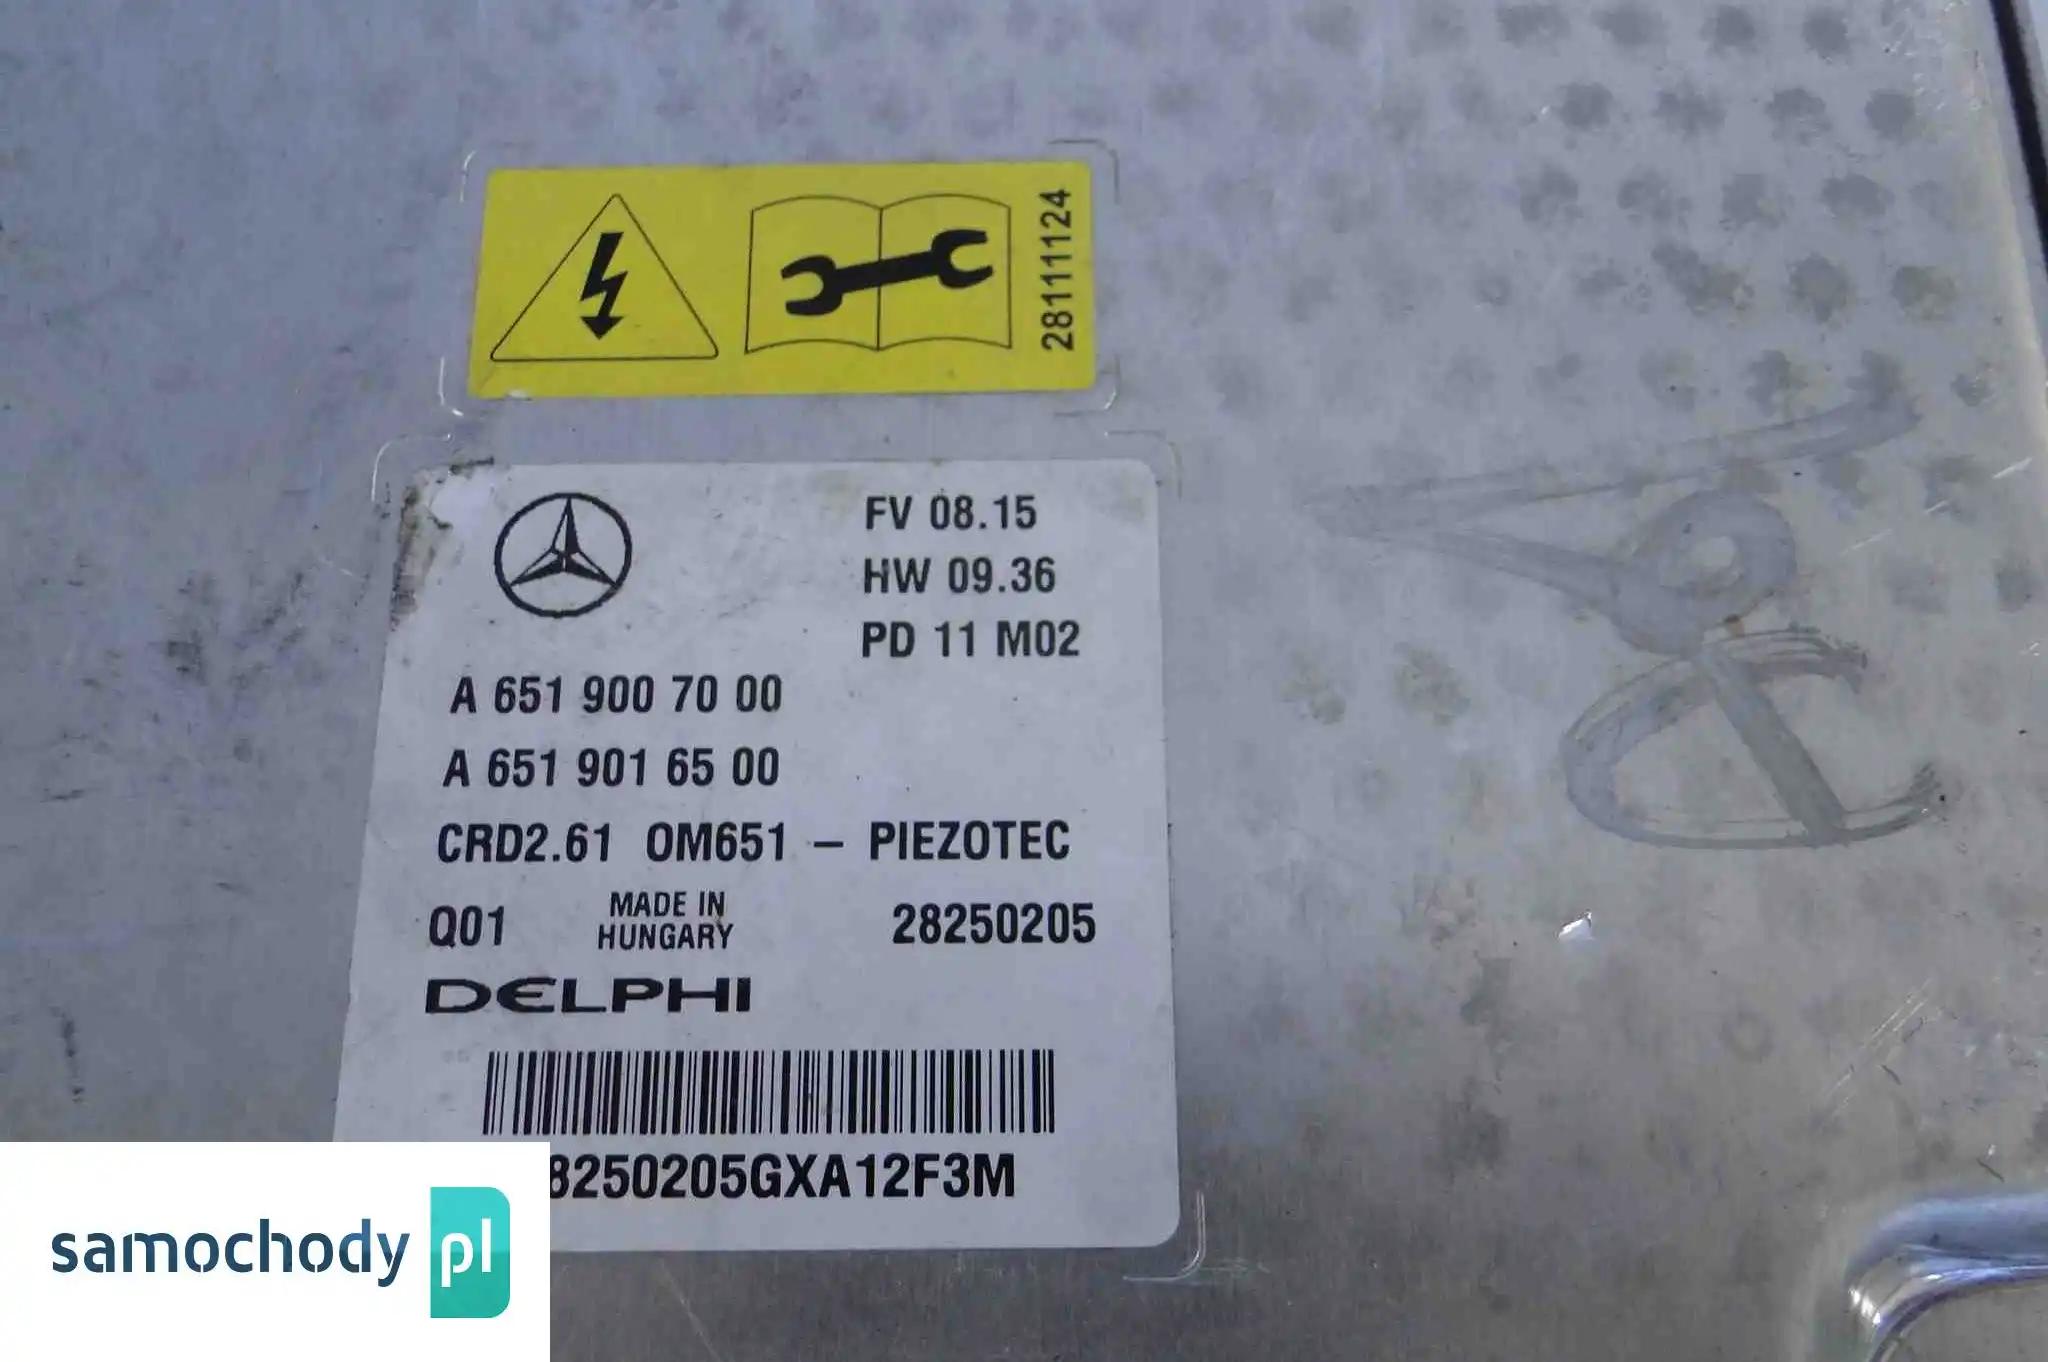 28111124
FV 08.15
HW 09.36
PD 11 M02
A 651 900 70 00
A 651 901 65 00
CRD2.61 OM651 – PIEZOTEC
Q01 MADE IN HUNGARY 28250205
DELPHI
8250205GXA12F3M
samochody pl